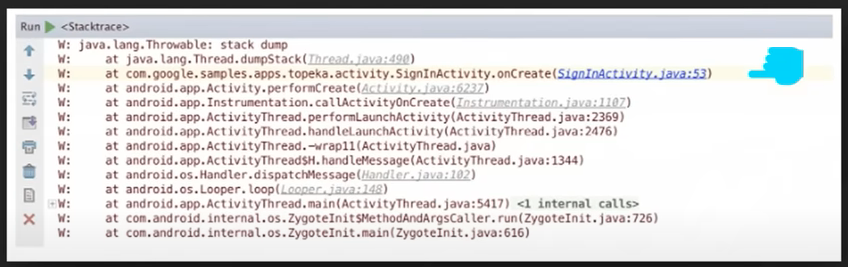 Run <Stacktrace>
W: java.lang.Throwable: stack dump
W: at java.lang.Thread.dumpStack(Thread.java:490)
W: at com.google.samples.apps.topeka.activity.SignInActivity.onCreate(SignInActivity.java:53)
W: at android.app.Activity.performCreate(Activity.java:6237)
W: at android.app.Instrumentation.callActivityOnCreate(Instrumentation.java:1107)
W: at android.app.ActivityThread.performLaunchActivity(ActivityThread.java:2369)
W: at android.app.ActivityThread.handleLaunchActivity(ActivityThread.java:2476)
W: at android.app.ActivityThread.-wrap11(ActivityThread.java)
W: at android.app.ActivityThread$H.handleMessage(ActivityThread.java:1344)
W: at android.os.Handler.dispatchMessage(Handler.java:102)
W: at android.os.Looper.loop(Looper.java:148)
W: at android.app.ActivityThread.main(ActivityThread.java:5417) <1 internal calls>
W: at com.android.internal.os.ZygoteInit$MethodAndArgsCaller.run(ZygoteInit.java:726)
W: at com.android.internal.os.ZygoteInit.main(ZygoteInit.java:616)